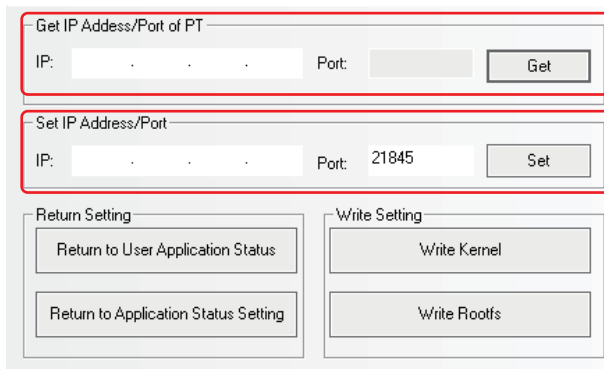 Get IP Addess/Port of PT
IP: . . . Port: Get
Set IP Address/Port
IP: . . . Port: 21845 Set
Return Setting
Return to User Application Status
Return to Application Status Setting
Write Setting
Write Kernel
Write Rootfs